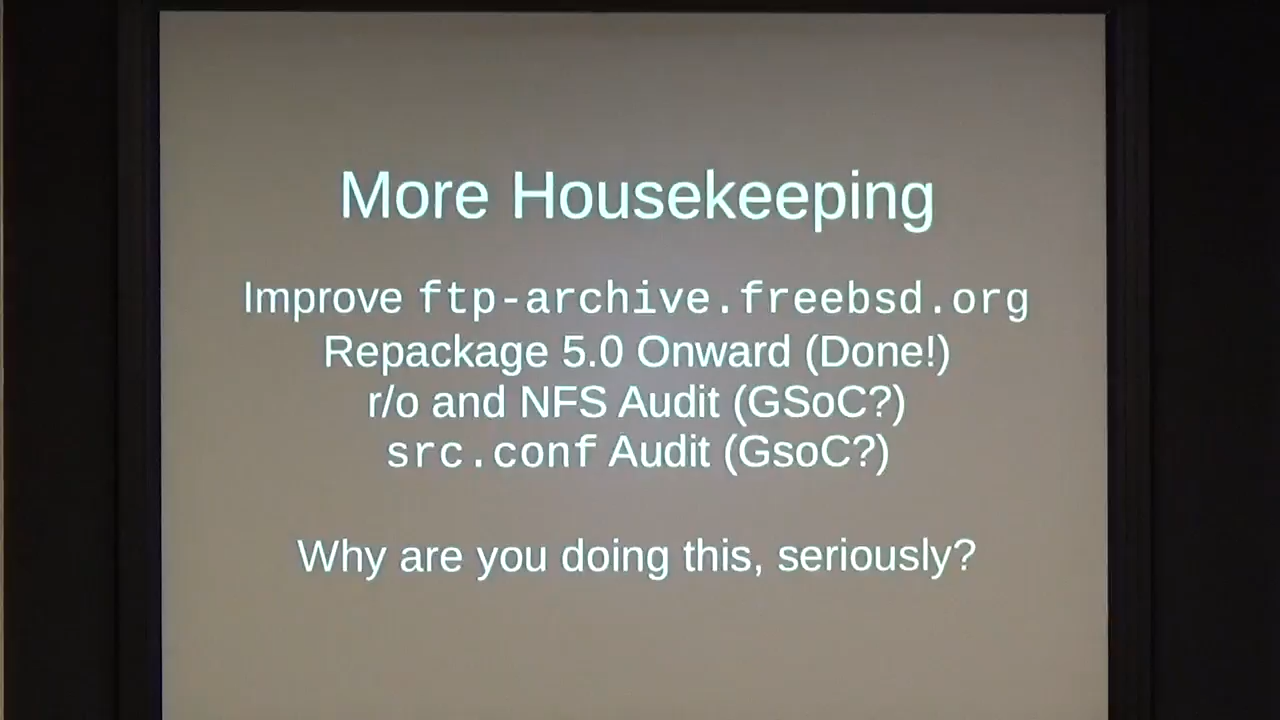 More Housekeeping
Improve ftp-archive.freebsd.org
Repackage 5.0 Onward (Done!)
r/o and NFS Audit (GSoC?)
src.conf Audit (GsoC?)
Why are you doing this, seriously?